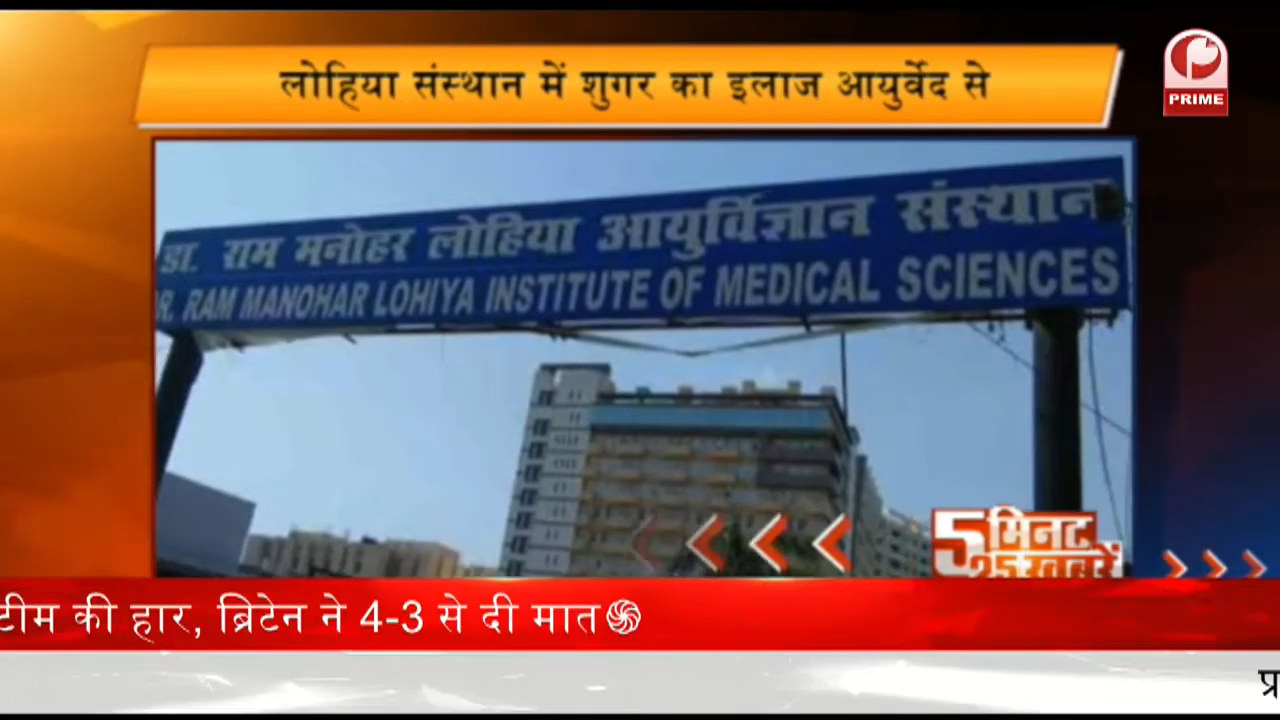 लोहिया संस्थान में शुगर का इलाज आयुर्वेद से
PRIME
डा. राम मनोहर लोहिया आयुर्विज्ञान संस्थान
DR. RAM MANOHAR LOHIYA INSTITUTE OF MEDICAL SCIENCES
5 मिनट
25 खबरें
टीम की हार, ब्रिटेन ने 4-3 से दी मात
प्र